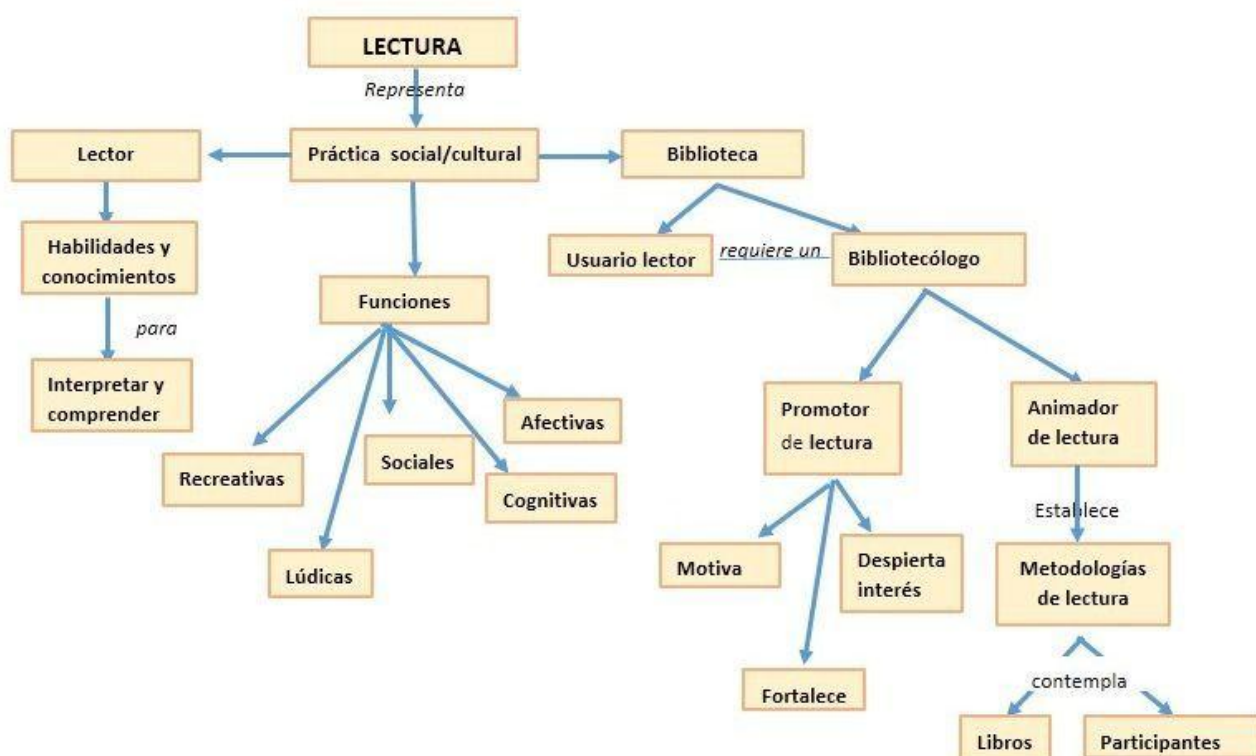 LECTURA
Representa
Lector
Práctica social/cultural
Biblioteca
Habilidades y
conocimientos
Usuario lector
requiere un
Bibliotecólogo
Funciones
para
Interpretar y
comprender
Promotor
de lectura
Animador
de lectura
Afectivas
Sociales
Recreativas
Cognitivas
Establece
Lúdicas
Motiva
Despierta
interés
Metodologías
de lectura
Fortalece
contempla
Libros
Participantes